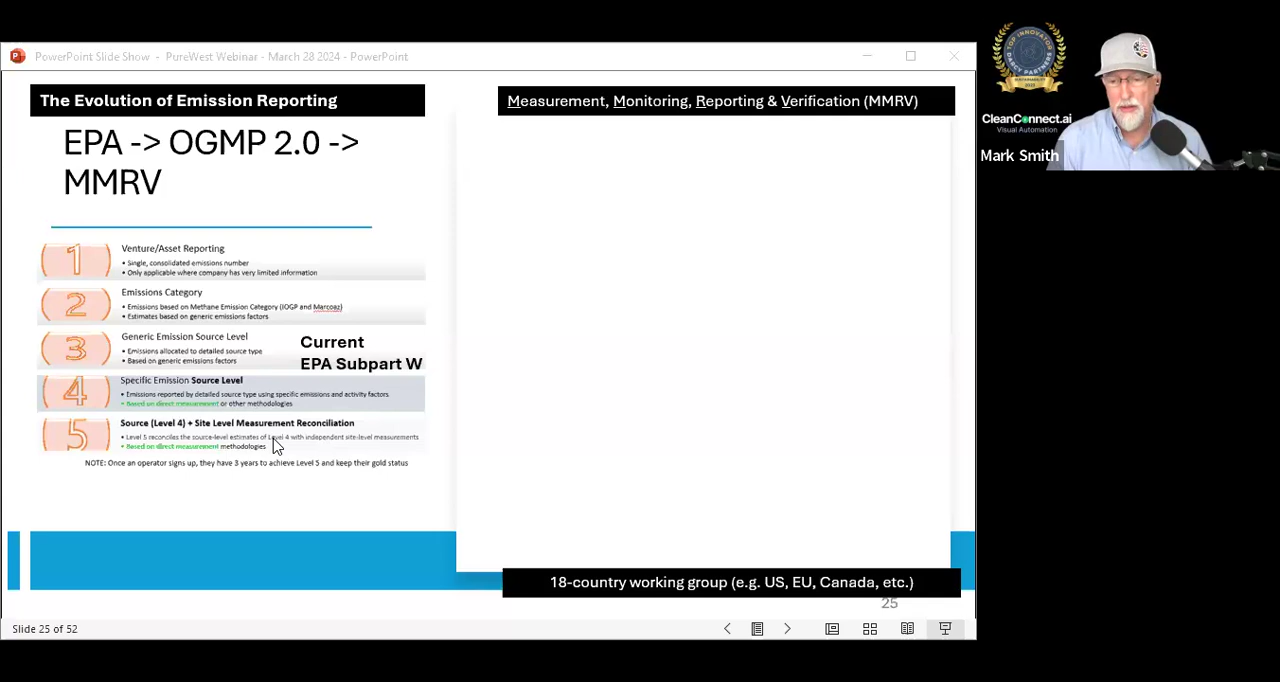 PowerPoint Slide Show - PureWest Webinar - March 28 2024 - PowerPoint
The Evolution of Emission Reporting
EPA -> OGMP 2.0 ->
MMRV
1
Venture/Asset Reporting
• Single, consolidated emissions number
• Only applicable where company has very limited information
2
Emissions Category
• Emissions based on Methane Emission Category (IOGP and Marcoaz)
• Estimates based on generic emissions factors
3
Generic Emission Source Level
• Emissions allocated to detailed source type
• Based on generic emissions factors
Current
EPA Subpart W
4
Specific Emission Source Level
• Emissions reported by detailed source type using specific emissions and activity factors
• Based on direct measurement or other methodologies
5
Source (Level 4) + Site Level Measurement Reconciliation
• Level 5 reconciles the source-level estimates of Level 4 with independent site-level measurements
• Based on direct measurement methodologies
NOTE: Once an operator signs up, they have 3 years to achieve Level 5 and keep their gold status
Measurement, Monitoring, Reporting & Verification (MMRV)
18-country working group (e.g. US, EU, Canada, etc.)
25
Slide 25 of 52
TOP INNOVATOR
DARCY PARTNERS
CleanConnect.ai
Visual Automation
Mark Smith